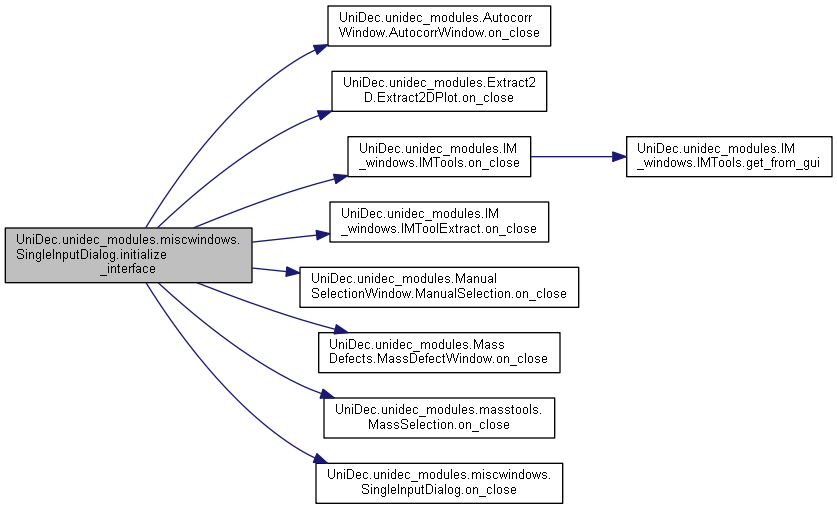 UniDec.unidec_modules.Autocorr
Window.AutocorrWindow.on_close
UniDec.unidec_modules.Extract2
D.Extract2DPlot.on_close
UniDec.unidec_modules.IM
_windows.IMTools.on_close
UniDec.unidec_modules.IM
_windows.IMTools.get_from_gui
UniDec.unidec_modules.IM
_windows.IMToolExtract.on_close
UniDec.unidec_modules.miscwindows.
SingleInputDialog.initialize
_interface
UniDec.unidec_modules.Manual
SelectionWindow.ManualSelection.on_close
UniDec.unidec_modules.Mass
Defects.MassDefectWindow.on_close
UniDec.unidec_modules.masstools.
MassSelection.on_close
UniDec.unidec_modules.miscwindows.
SingleInputDialog.on_close